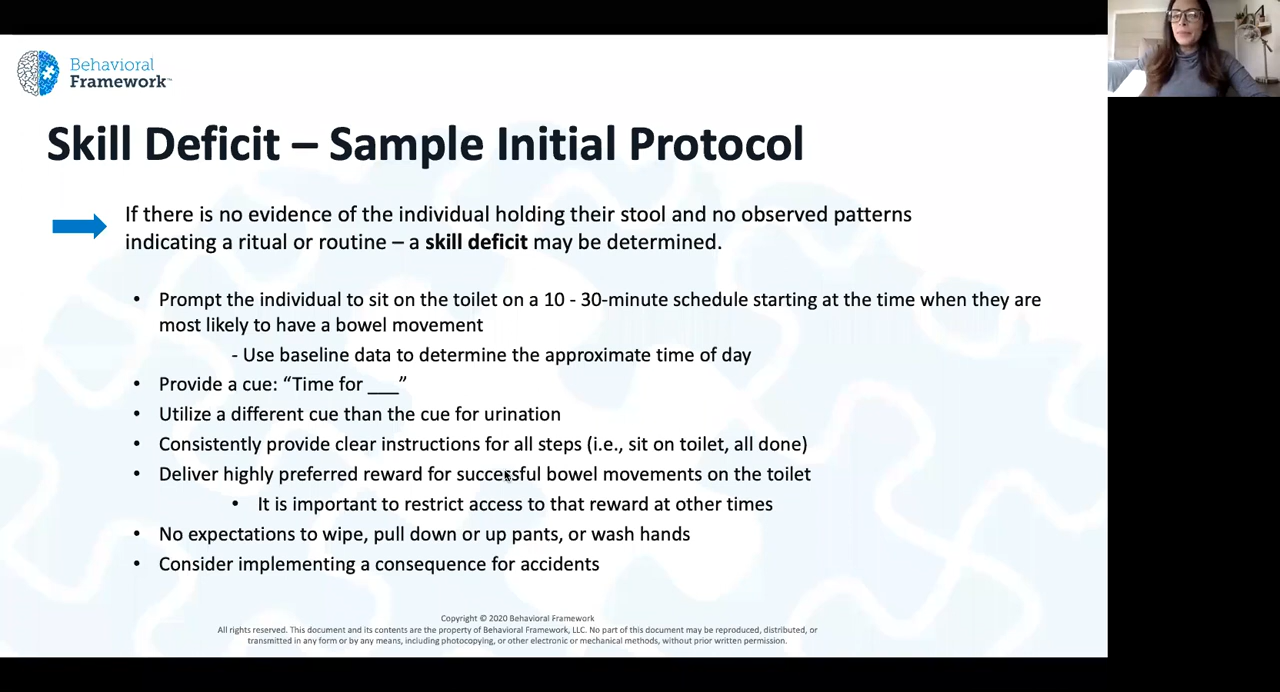 Behavioral
Framework™
Skill Deficit – Sample Initial Protocol
If there is no evidence of the individual holding their stool and no observed patterns
indicating a ritual or routine – a skill deficit may be determined.
• Prompt the individual to sit on the toilet on a 10 - 30-minute schedule starting at the time when they are
most likely to have a bowel movement
- Use baseline data to determine the approximate time of day
• Provide a cue: “Time for ___”
• Utilize a different cue than the cue for urination
• Consistently provide clear instructions for all steps (i.e., sit on toilet, all done)
• Deliver highly preferred reward for successful bowel movements on the toilet
• It is important to restrict access to that reward at other times
• No expectations to wipe, pull down or up pants, or wash hands
• Consider implementing a consequence for accidents
Copyright © 2020 Behavioral Framework
All rights reserved. This document and its contents are the property of Behavioral Framework, LLC. No part of this document may be reproduced, distributed, or
transmitted in any form or by any means, including photocopying, or other electronic or mechanical methods, without prior written permission.